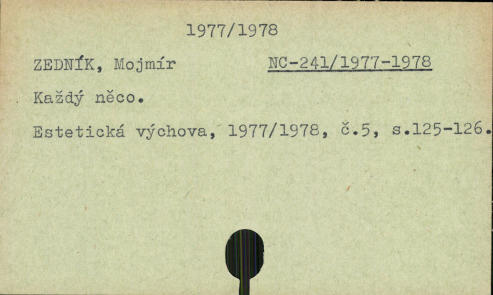 1977/1978
ZEDNÍK, Mojmír NC-241/1977-1978
Každý něco.
Estetická výchova, 1977/1978, č.5, s.125-126.